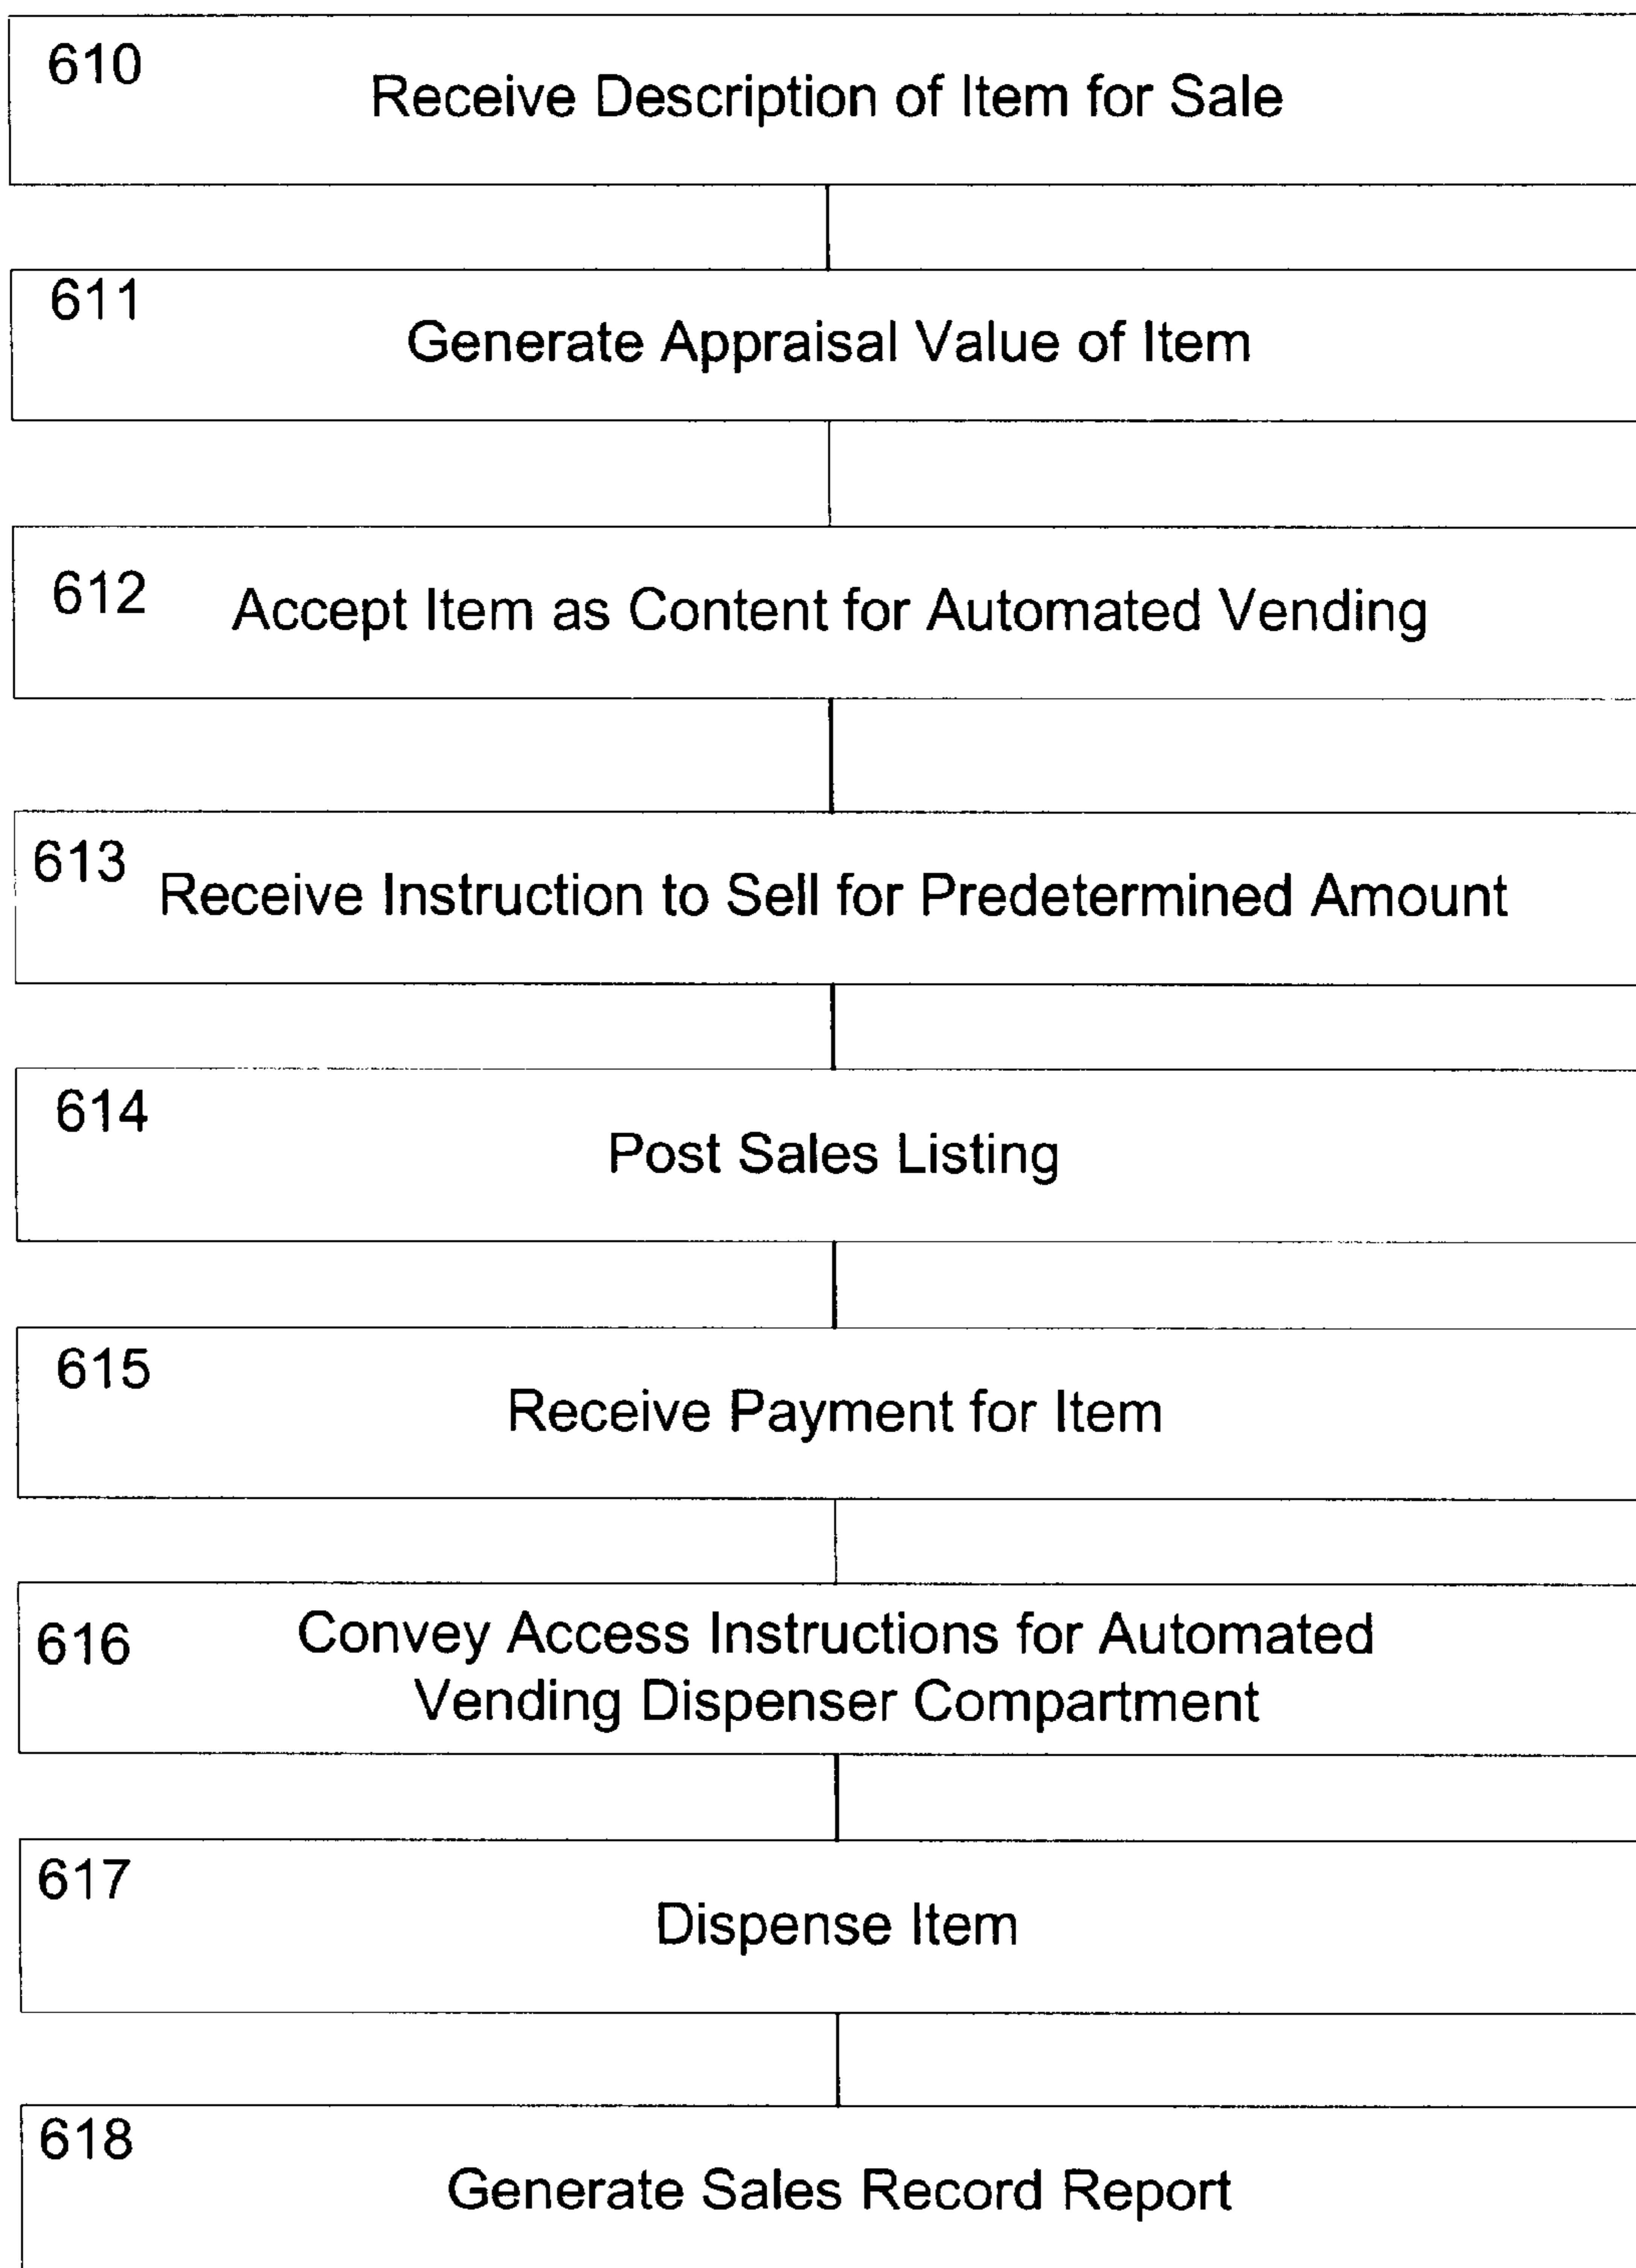 610
Receive Description of Item for Sale
611
Generate Appraisal Value of Item
612
Accept Item as Content for Automated Vending
613
Receive Instruction to Sell for Predetermined Amount
614
Post Sales Listing
615
Receive Payment for Item
616
Convey Access Instructions for Automated
Vending Dispenser Compartment
617
Dispense Item
618
Generate Sales Record Report